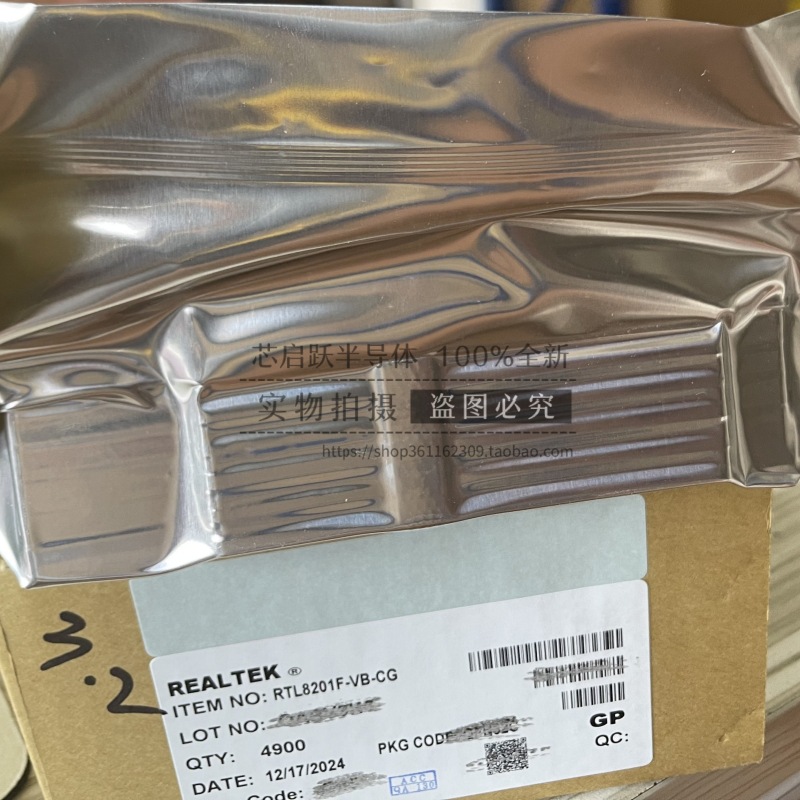 芯启跃半导体 100%全新
实物拍摄 盗图必究
https://shop361162309.taobao.com
3.2
REALTEK ®
ITEM NO: RTL8201F-VB-CG
LOT NO:
QTY: 4900
PKG CODE
DATE: 12/17/2024
Code:
GP
QC:
ACC